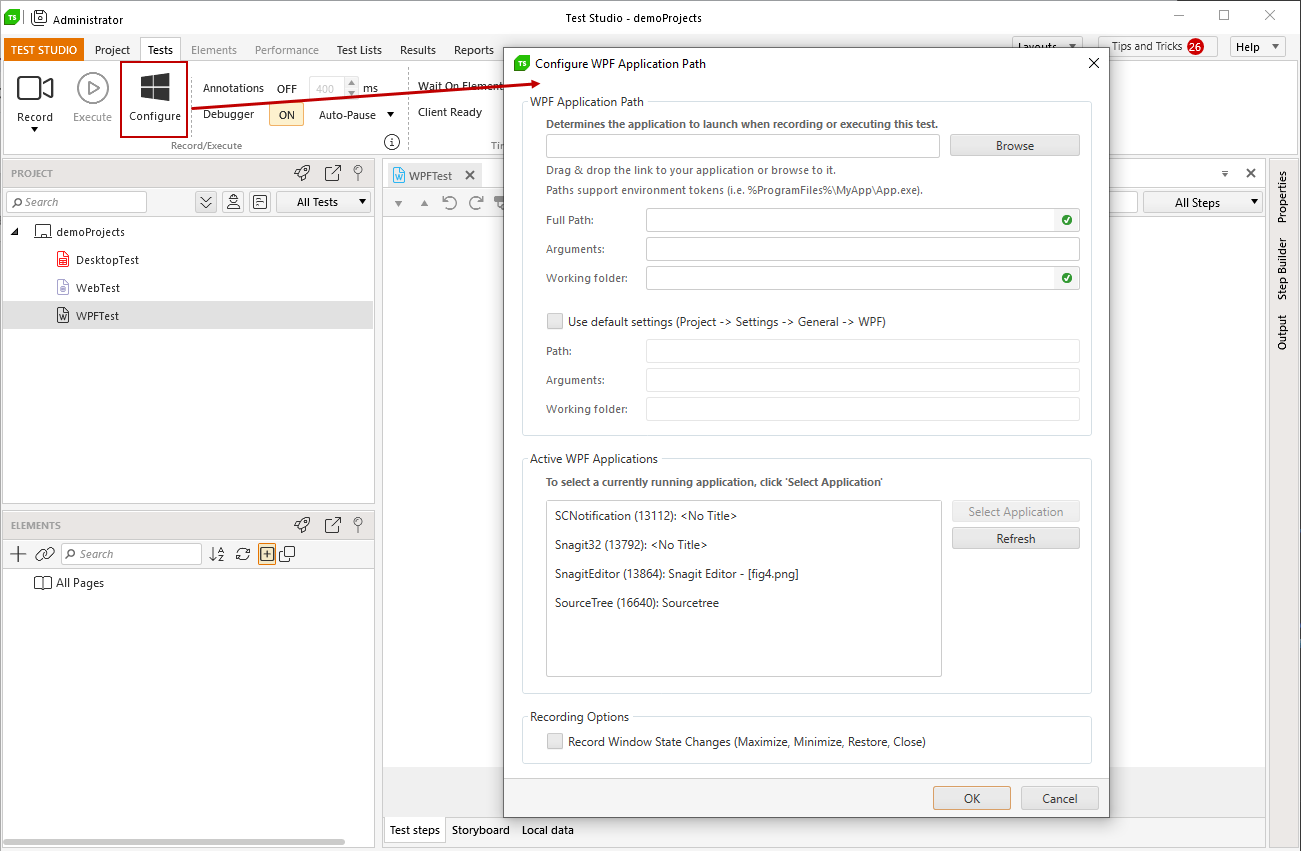 TS Administrator Test Studio - demoProjects
TEST STUDIO Project Tests Elements Performance Test Lists Results Reports Layouts Tips and Tricks 26 Help
Record Execute Configure
Annotations OFF 400 ms
Debugger ON Auto-Pause
Record/Execute
Wait On Element
Client Ready
PROJECT
Search All Tests
demoProjects
DesktopTest
WebTest
WPFTest
ELEMENTS
Search
All Pages
WPFTest
All Steps
Test steps Storyboard Local data
Properties
Step Builder
Output
TS Configure WPF Application Path
WPF Application Path
Determines the application to launch when recording or executing this test.
Browse
Drag & drop the link to your application or browse to it.
Paths support environment tokens (i.e. %ProgramFiles%\MyApp\App.exe).
Full Path:
Arguments:
Working folder:
Use default settings (Project -> Settings -> General -> WPF)
Path:
Arguments:
Working folder:
Active WPF Applications
To select a currently running application, click 'Select Application'
SCNotification (13112): <No Title>
Snagit32 (13792): <No Title>
SnagitEditor (13864): Snagit Editor - [fig4.png]
SourceTree (16640): Sourcetree
Select Application
Refresh
Recording Options
Record Window State Changes (Maximize, Minimize, Restore, Close)
OK Cancel